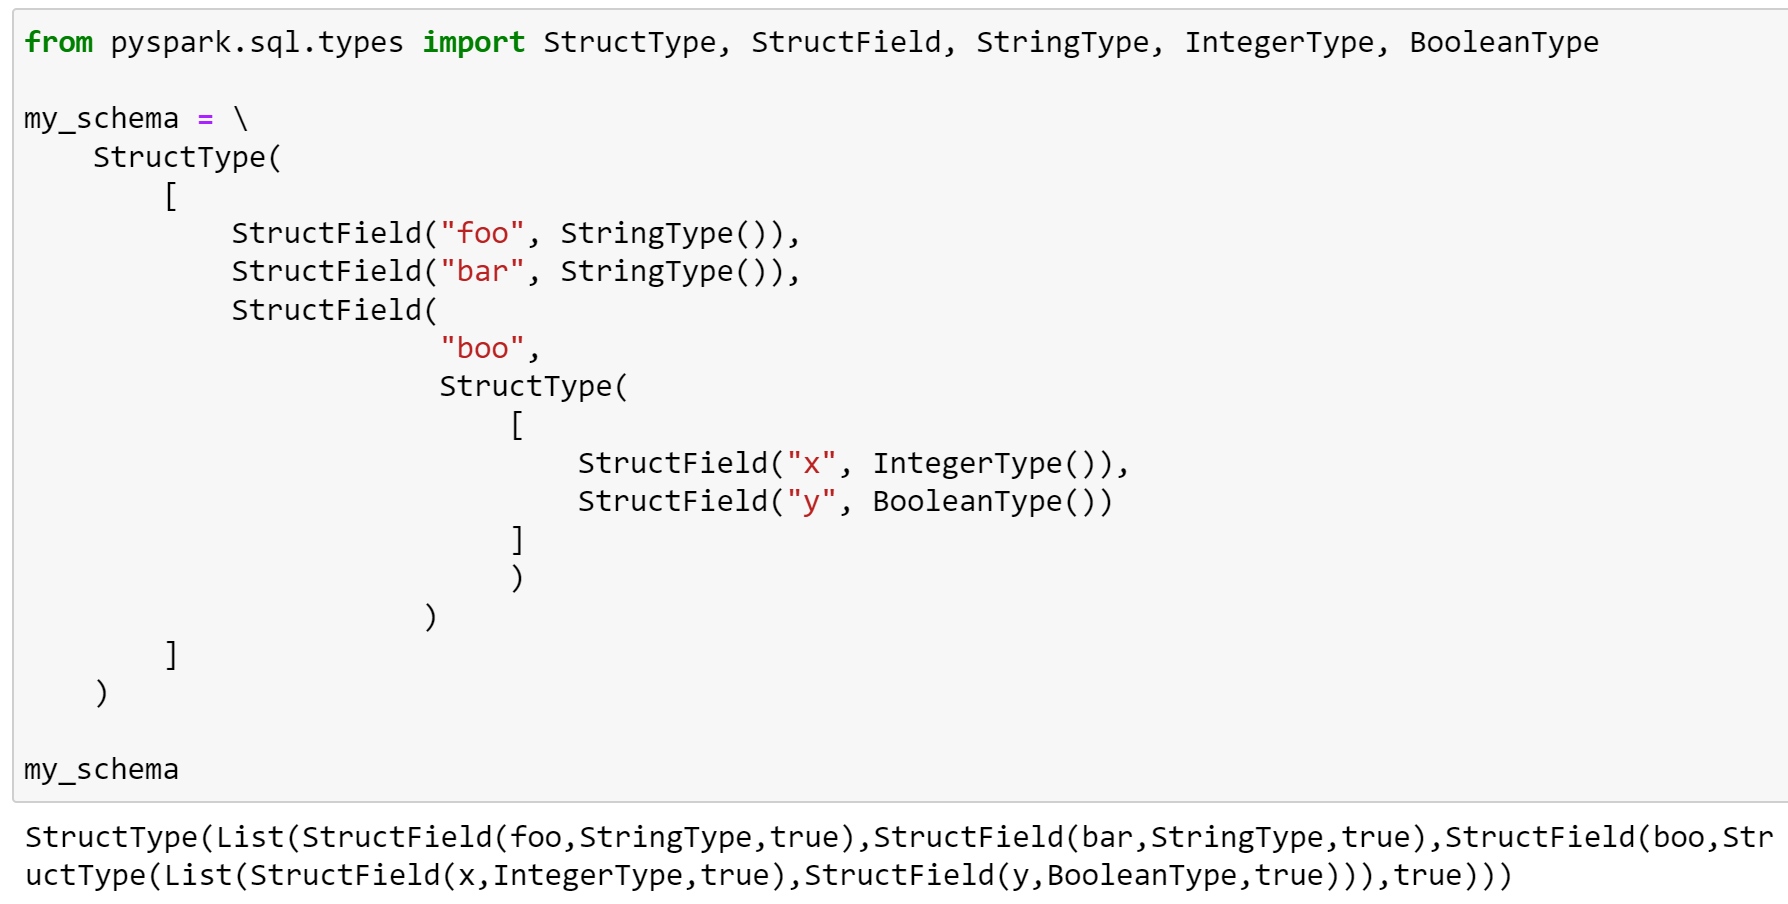 from pyspark.sql.types import StructType, StructField, StringType, IntegerType, BooleanType
my_schema = \
StructType(
[
StructField("foo", StringType()),
StructField("bar", StringType()),
StructField(
"boo",
StructType(
[
StructField("x", IntegerType()),
StructField("y", BooleanType())
]
)
)
]
)
my_schema
StructType(List(StructField(foo,StringType,true),StructField(bar,StringType,true),StructField(boo,Str
uctType(List(StructField(x,IntegerType,true),StructField(y,BooleanType,true))),true)))